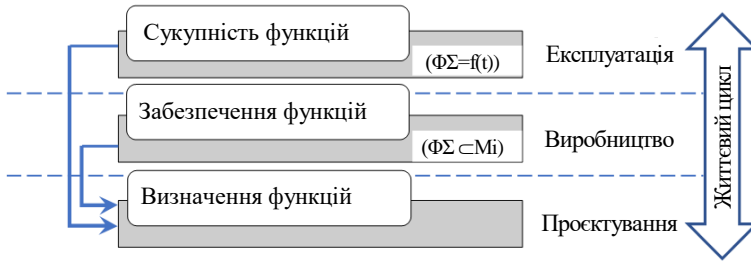 Сукупність функцій
(ΦΣ=f(t))
Експлуатація
Забезпечення функцій
(ΦΣ ⊂Mi)
Виробництво
Визначення функцій
Проєктування
Життєвий цикл